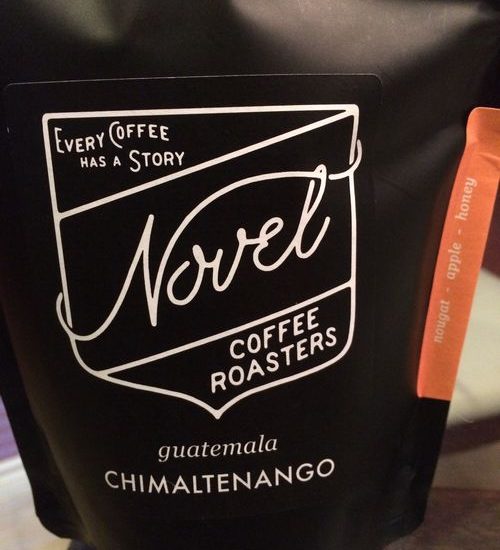 Every Coffee
has a Story
Novel
COFFEE
ROASTERS
guatemala
CHIMALTENANGO
nougat - apple - honey